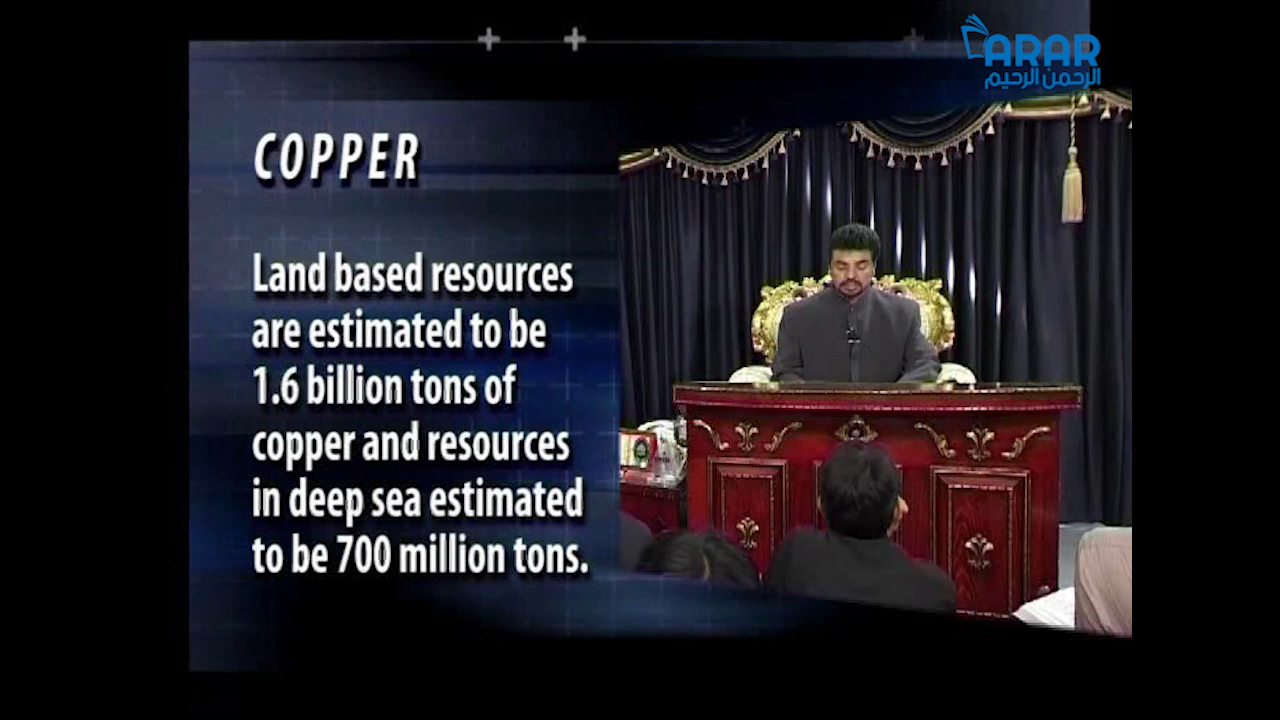 ARAR
الرحمن الرحيم
COPPER
Land based resources
are estimated to be
1.6 billion tons of
copper and resources
in deep sea estimated
to be 700 million tons.